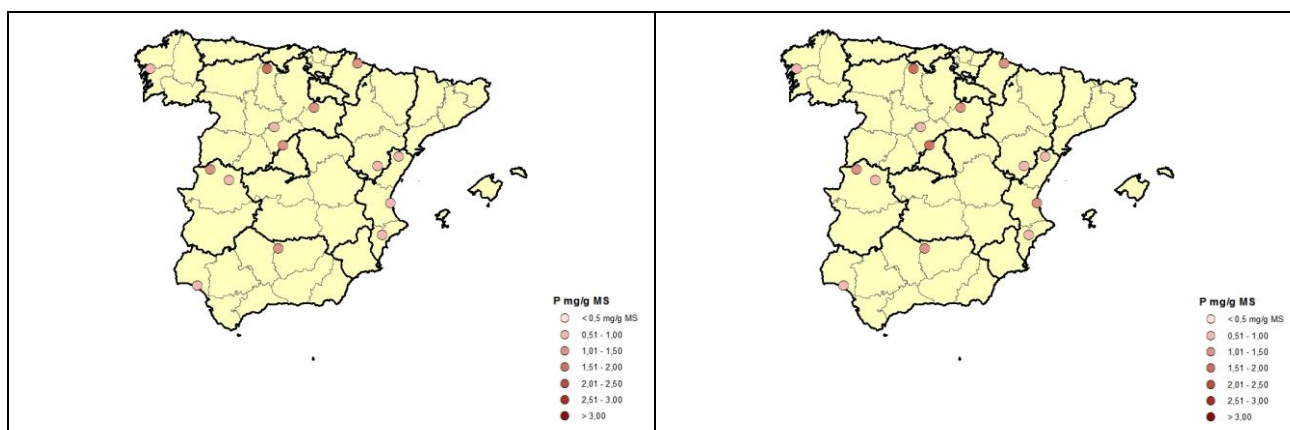 P mg/g MS
< 0,5 mg/g MS
0,51 - 1,00
1,01 - 1,50
1,51 - 2,00
2,01 - 2,50
2,51 - 3,00
> 3,00
P mg/g MS
< 0,5 mg/g MS
0,51 - 1,00
1,01 - 1,50
1,51 - 2,00
2,01 - 2,50
2,51 - 3,00
> 3,00